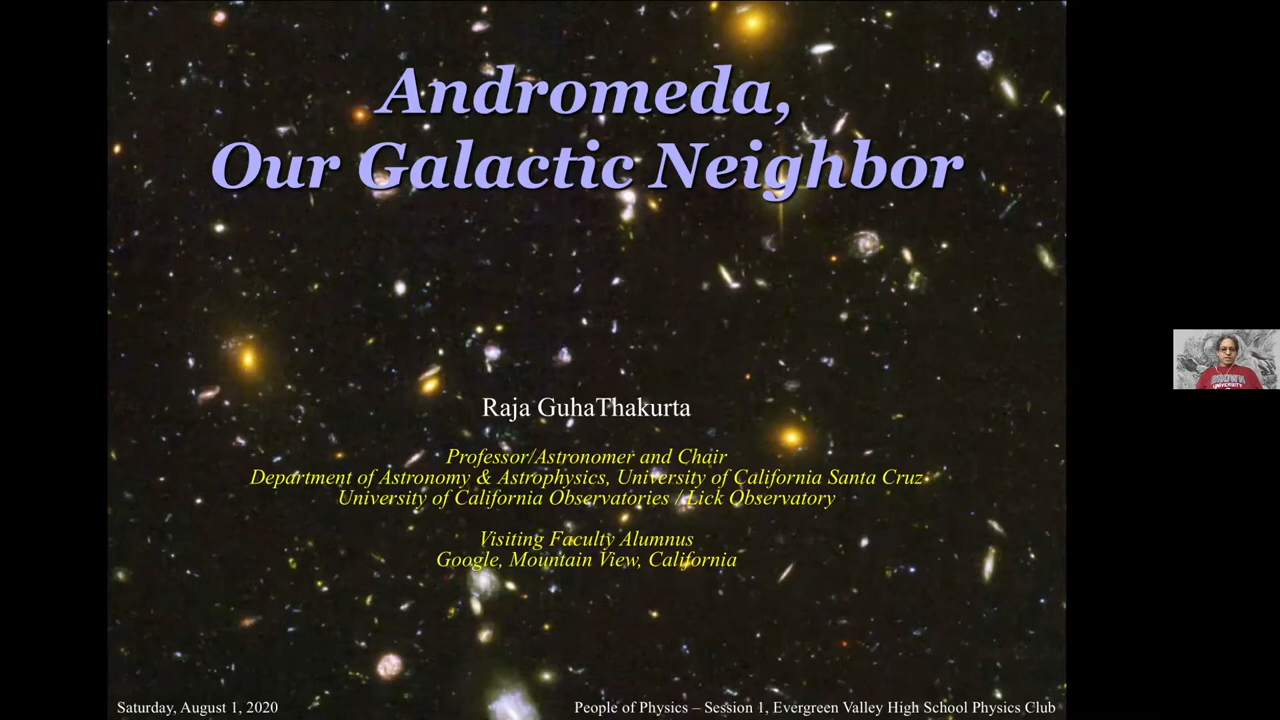 Andromeda,
Our Galactic Neighbor
Raja GuhaThakurta
Professor/Astronomer and Chair
Department of Astronomy & Astrophysics, University of California Santa Cruz
University of California Observatories / Lick Observatory
Visiting Faculty Alumnus
Google, Mountain View, California
BROWN
UNIVERSITY
Saturday, August 1, 2020
People of Physics – Session 1, Evergreen Valley High School Physics Club